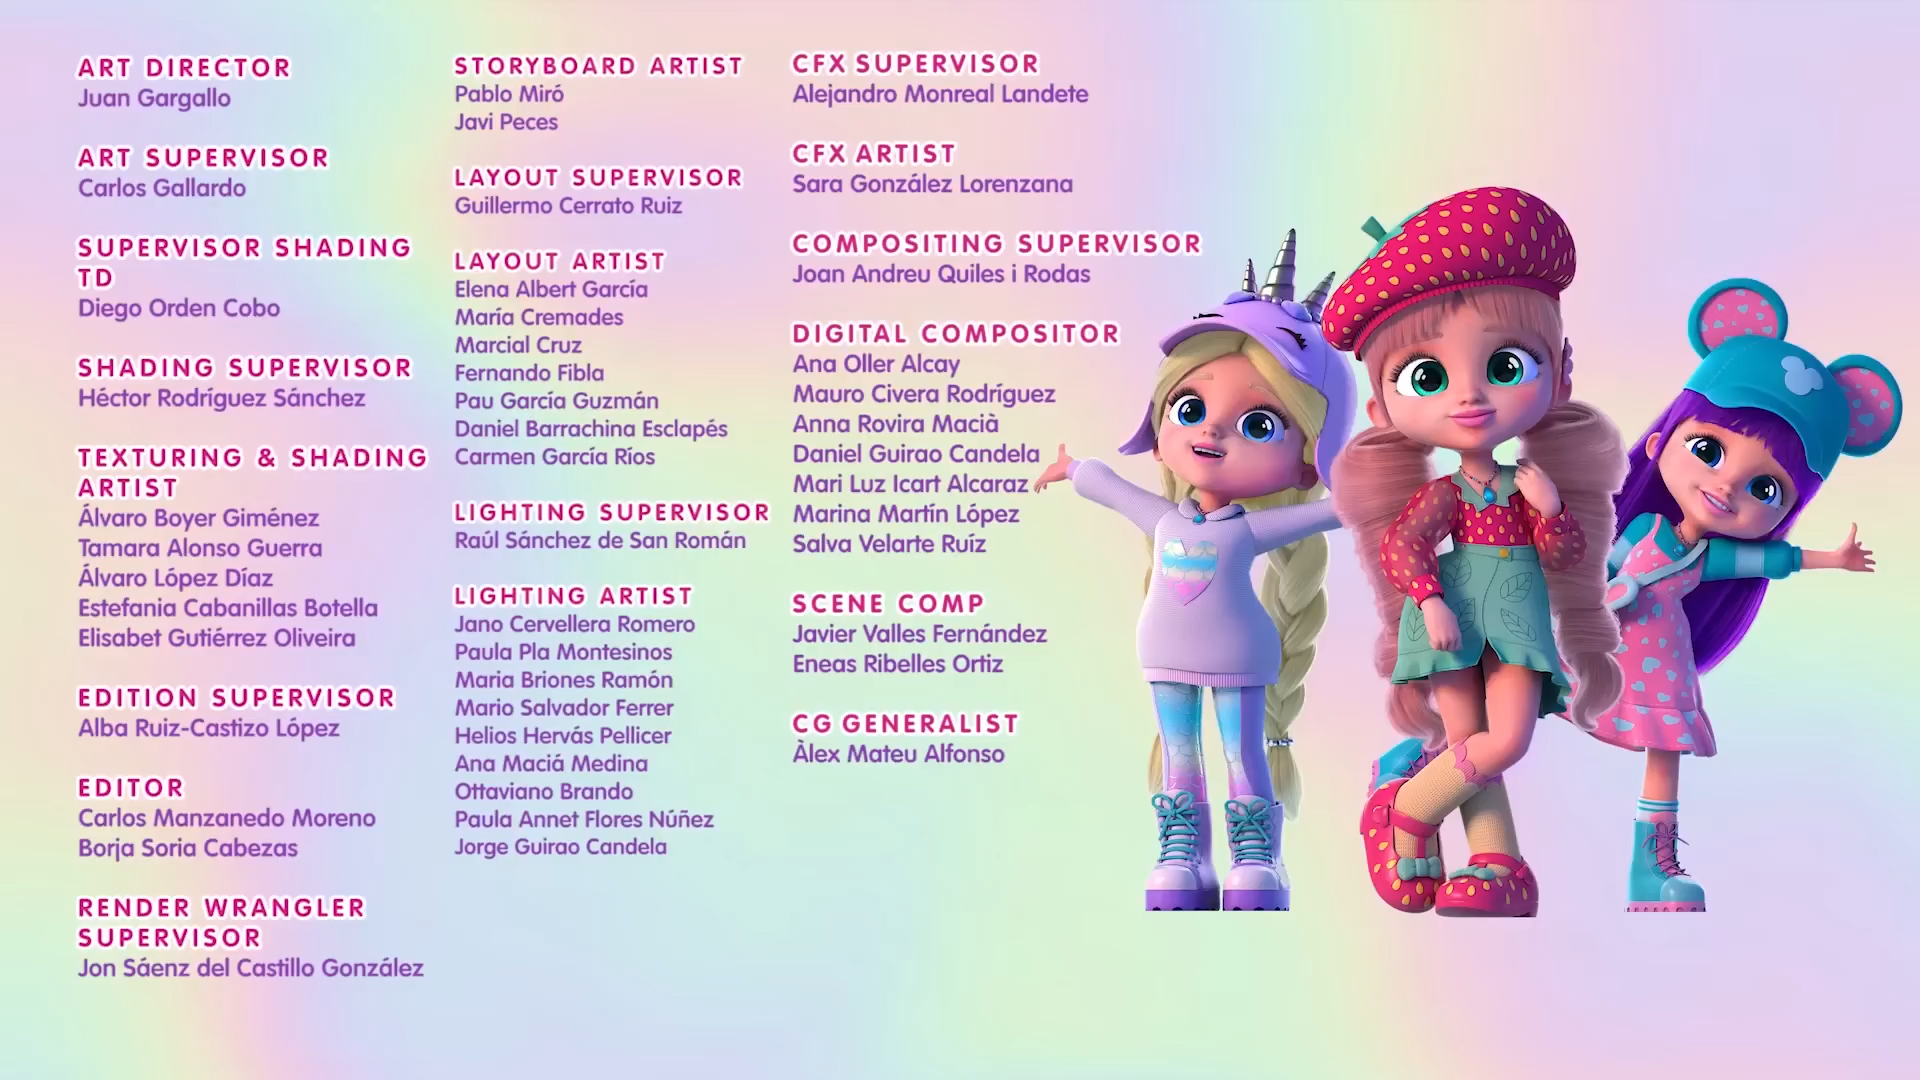 ART DIRECTOR
Juan Gargallo
ART SUPERVISOR
Carlos Gallardo
SUPERVISOR SHADING
TD
Diego Orden Cobo
SHADING SUPERVISOR
Héctor Rodríguez Sánchez
TEXTURING & SHADING
ARTIST
Álvaro Boyer Giménez
Tamara Alonso Guerra
Álvaro López Díaz
Estefania Cabanillas Botella
Elisabet Gutiérrez Oliveira
EDITION SUPERVISOR
Alba Ruiz-Castizo López
EDITOR
Carlos Manzanedo Moreno
Borja Soria Cabezas
RENDER WRANGLER
SUPERVISOR
Jon Sáenz del Castillo González
STORYBOARD ARTIST
Pablo Miró
Javi Peces
LAYOUT SUPERVISOR
Guillermo Cerrato Ruiz
LAYOUT ARTIST
Elena Albert García
María Cremades
Marcial Cruz
Fernando Fibla
Pau García Guzmán
Daniel Barrachina Esclapés
Carmen García Ríos
LIGHTING SUPERVISOR
Raúl Sánchez de San Román
LIGHTING ARTIST
Jano Cervellera Romero
Paula Pla Montesinos
Maria Briones Ramón
Mario Salvador Ferrer
Helios Hervás Pellicer
Ana Maciá Medina
Ottaviano Brando
Paula Annet Flores Núñez
Jorge Guirao Candela
CFX SUPERVISOR
Alejandro Monreal Landete
CFX ARTIST
Sara González Lorenzana
COMPOSITING SUPERVISOR
Joan Andreu Quiles i Rodas
DIGITAL COMPOSITOR
Ana Oller Alcay
Mauro Civera Rodríguez
Anna Rovira Macià
Daniel Guirao Candela
Mari Luz Icart Alcaraz
Marina Martín López
Salva Velarte Ruíz
SCENE COMP
Javier Valles Fernández
Eneas Ribelles Ortiz
CG GENERALIST
Àlex Mateu Alfonso